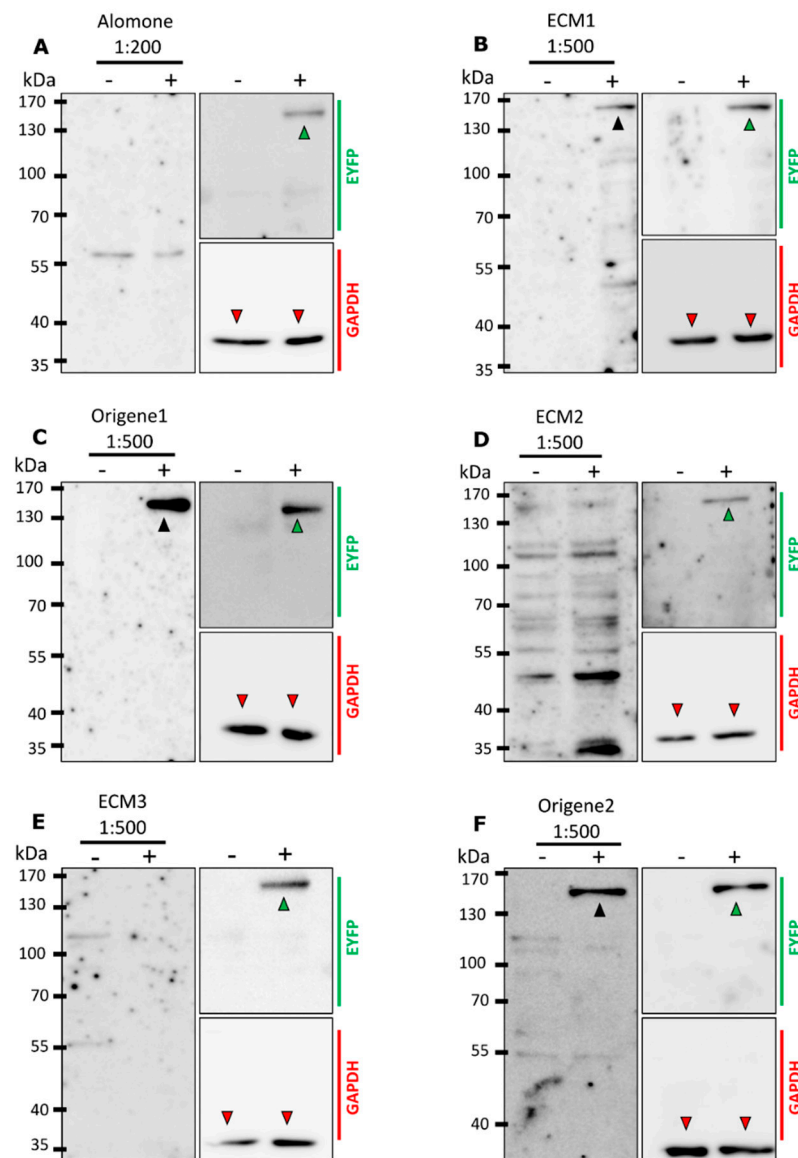 A
Alomone
1:200
kDa - + - +
170
130
100
70
55
40
35
EYFP
GAPDH
B
ECM1
1:500
kDa - + - +
170
130
100
70
55
40
35
EYFP
GAPDH
C
Origene1
1:500
kDa - + - +
170
130
100
70
55
40
35
EYFP
GAPDH
D
ECM2
1:500
kDa - + - +
170
130
100
70
55
40
35
EYFP
GAPDH
E
ECM3
1:500
kDa - + - +
170
130
100
70
55
40
35
EYFP
GAPDH
F
Origene2
1:500
kDa - + - +
170
130
100
70
55
40
EYFP
GAPDH